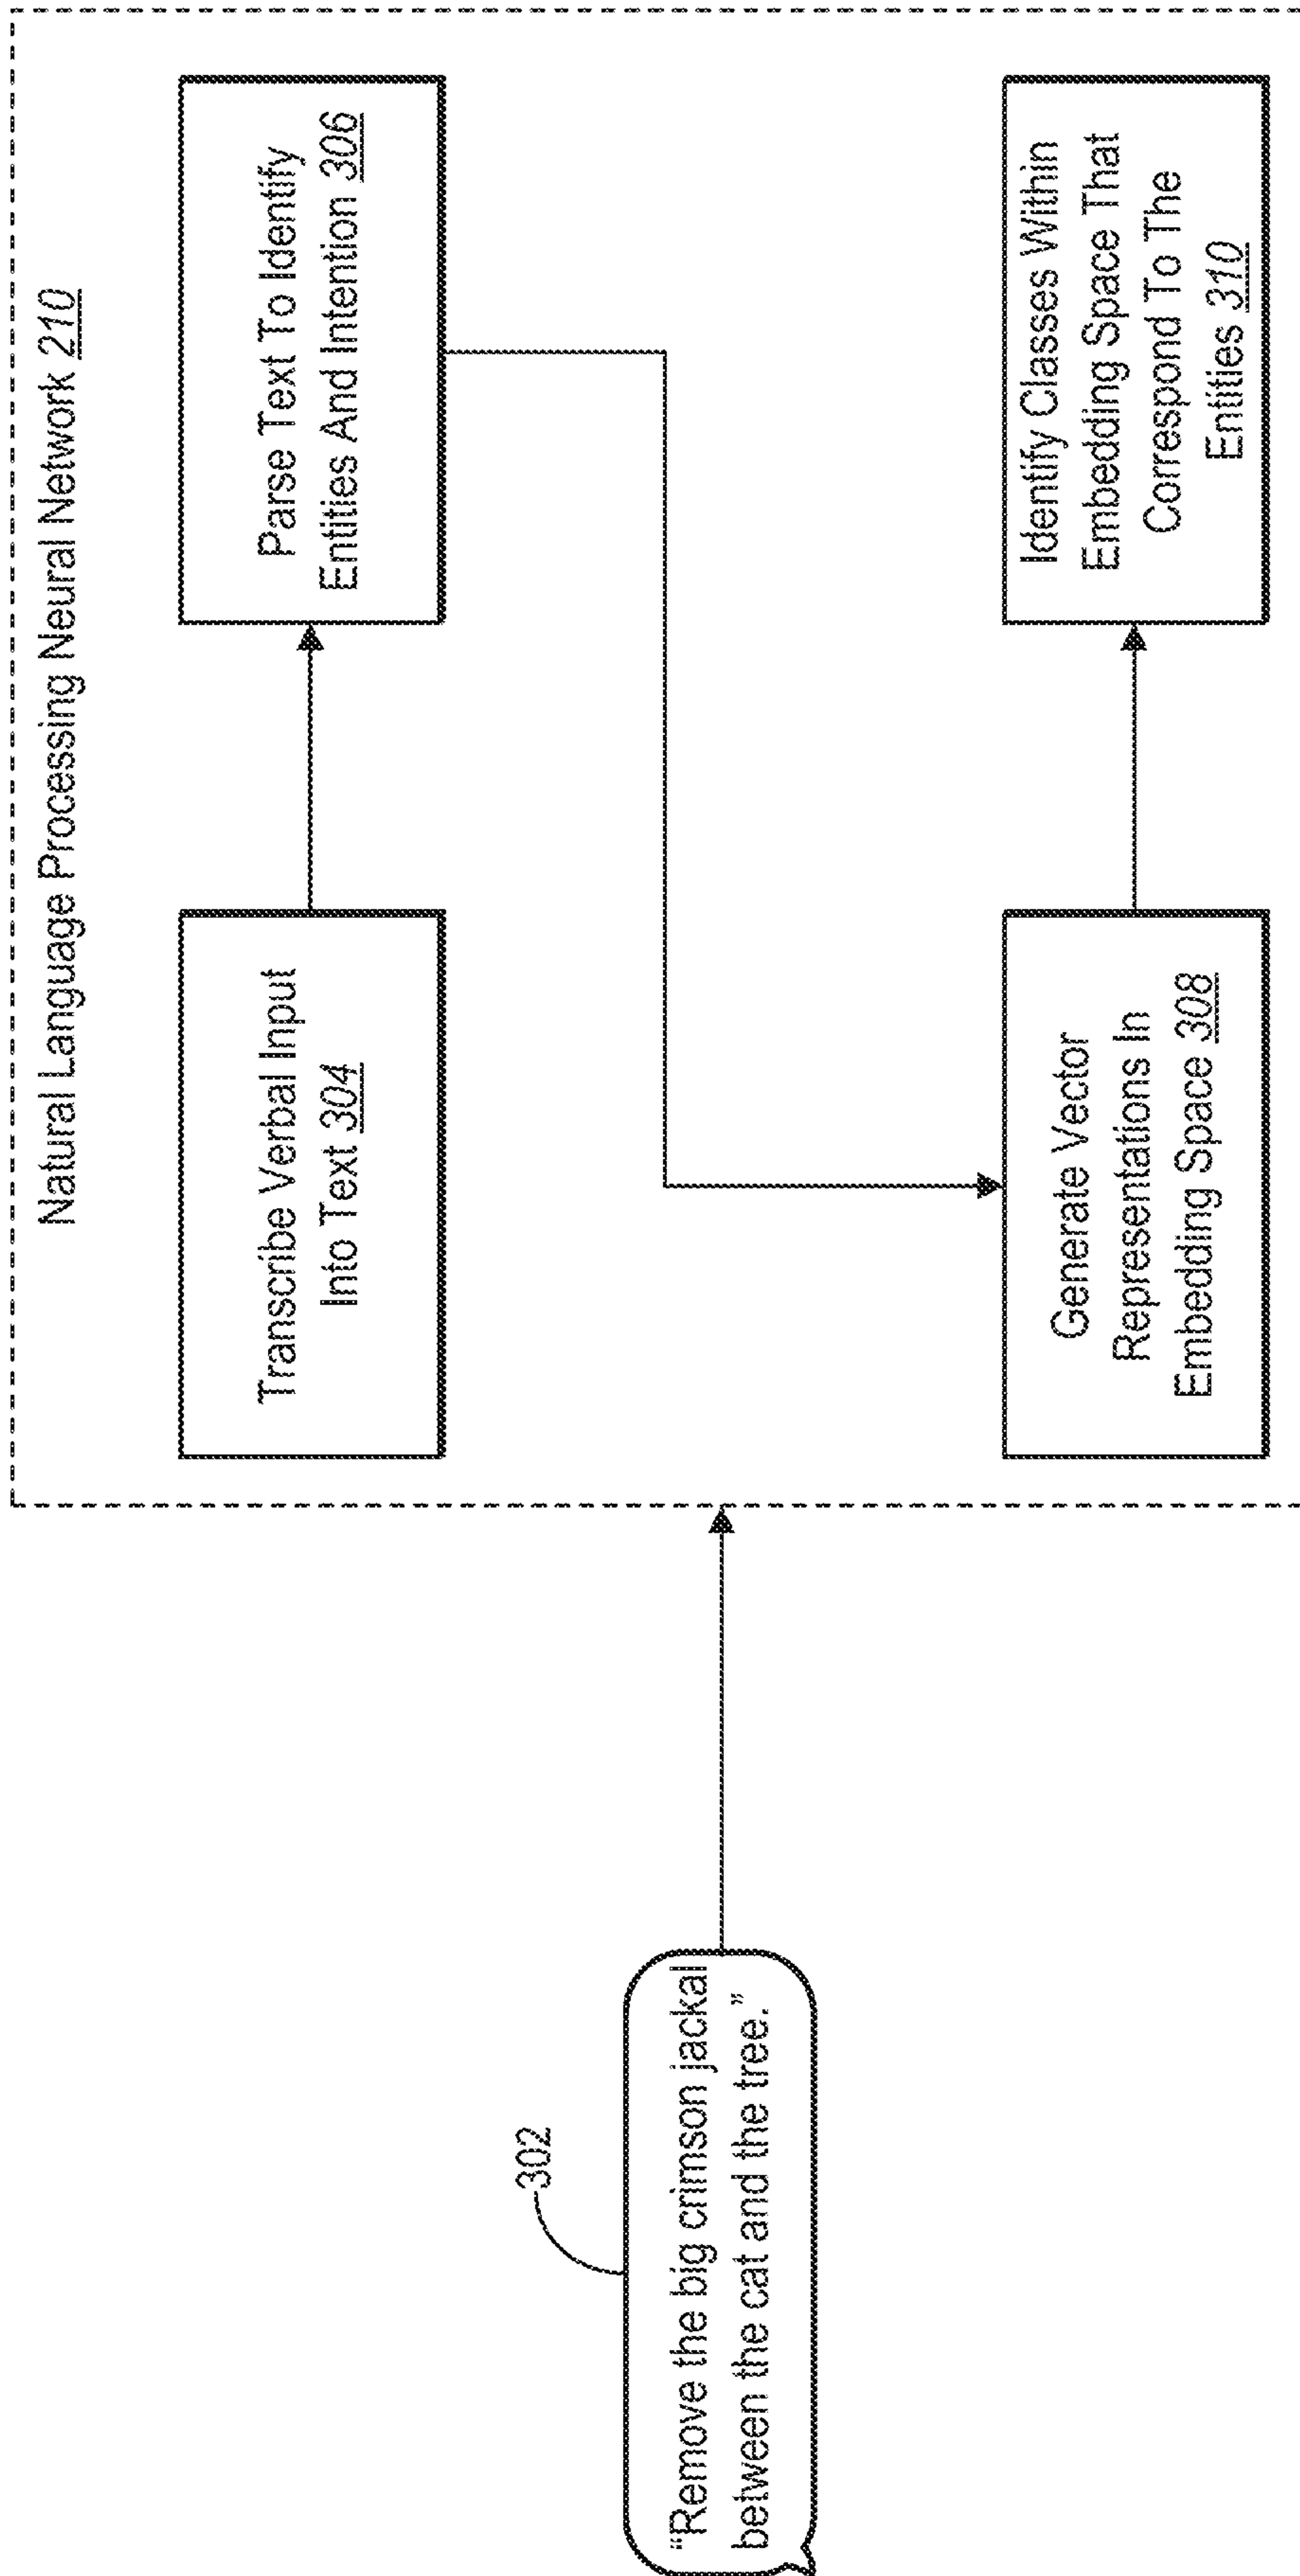 302
“Remove the big crimson jackal
between the cat and the tree.”
Natural Language Processing Neural Network 210
Transcribe Verbal Input
Into Text 304
Parse Text To Identify
Entities And Intention 306
Generate Vector
Representations In
Embedding Space 308
Identify Classes Within
Embedding Space That
Correspond To The
Entities 310